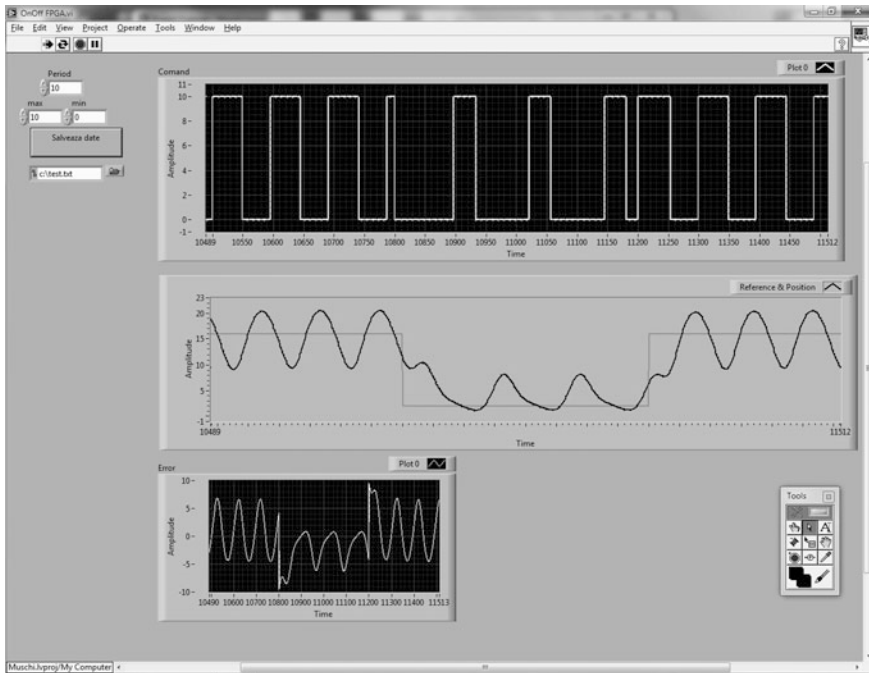 OnOff FPGA.vi
File Edit View Project Operate Tools Window Help
Period
10
max min
10 0
Salveaza date
c:\test.txt
Comand
Plot 0
Amplitude
11
10
8
6
4
2
0
-1
10489 10550 10600 10650 10700 10750 10800 10850 10900 10950 11000 11050 11100 11150 11200 11250 11300 11350 11400 11450 11512
Time
Reference & Position
Amplitude
23
20
15
10
5
-1
10489 11512
Time
Error
Plot 0
Amplitude
10
5
0
-5
-10
10490 10600 10700 10800 10900 11000 11100 11200 11300 11400 11513
Time
Tools
Muschi.lvproj/My Computer